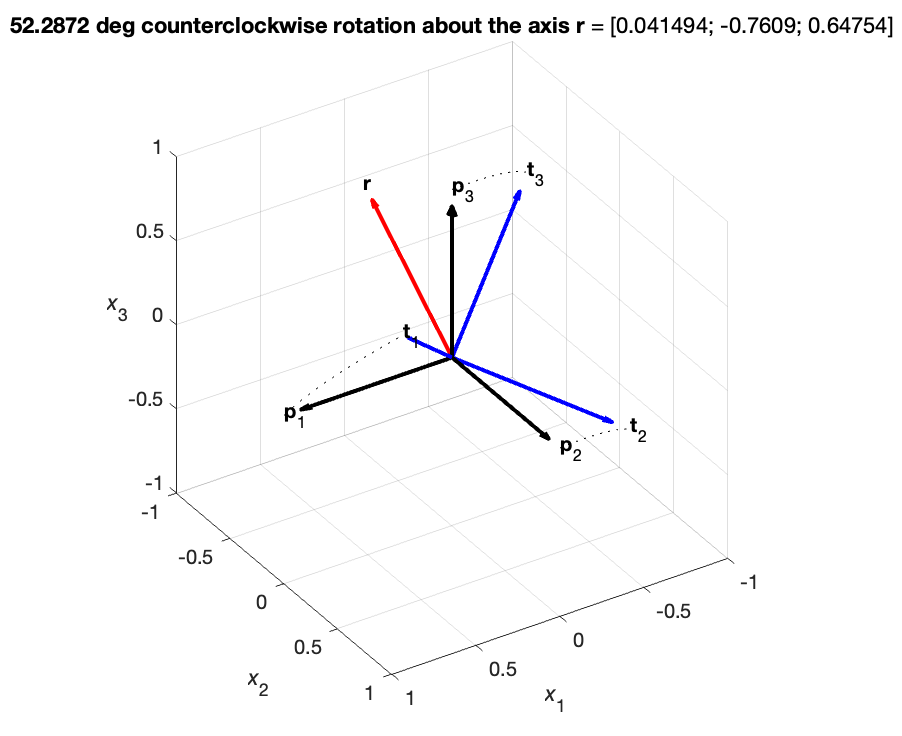 52.2872 deg counterclockwise rotation about the axis r = [0.041494; -0.7609; 0.64754]
1
t3
r
p3
0.5
x3
0
t1
-0.5
p1
t2
p2
-1
-1
-0.5
-1
0
-0.5
0.5
0
x2
0.5
1
1
x1